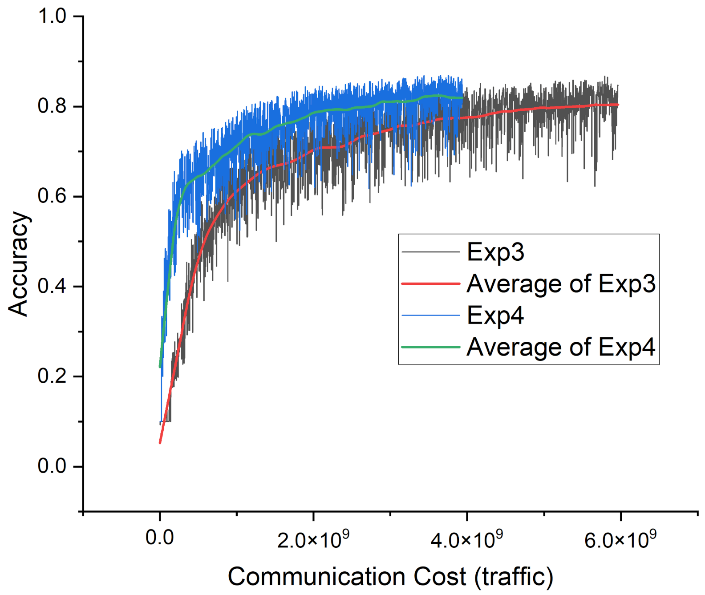 1.0
0.8
0.6
0.4
0.2
0.0
Accuracy
Exp3
Average of Exp3
Exp4
Average of Exp4
0.0
2.0×10⁹
4.0×10⁹
6.0×10⁹
Communication Cost (traffic)